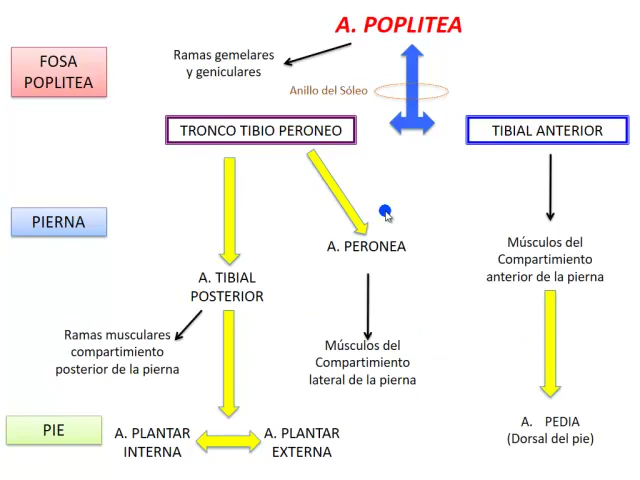 A. POPLITEA
Ramas gemelares
y geniculares
FOSA
POPLITEA
Anillo del Sóleo
TRONCO TIBIO PERONEO
TIBIAL ANTERIOR
PIERNA
A. PERONEA
Músculos del
Compartimiento
anterior de la pierna
A. TIBIAL
POSTERIOR
Ramas musculares
compartimiento
posterior de la pierna
Músculos del
Compartimiento
lateral de la pierna
PIE
A. PLANTAR
INTERNA
A. PLANTAR
EXTERNA
A. PEDIA
(Dorsal del pie)